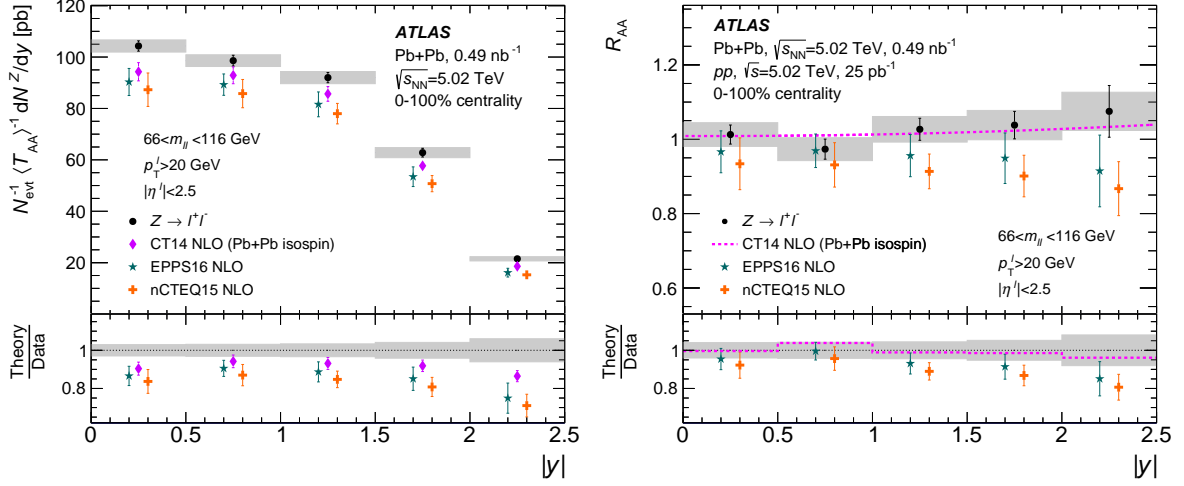 120
100
80
60
40
20
N_evt^-1 ⟨T_AA⟩^-1 dN^Z/dy [pb]
ATLAS
Pb+Pb, 0.49 nb^-1
√s_NN=5.02 TeV
0-100% centrality
66<m_ll<116 GeV
p_T^l>20 GeV
|η^l|<2.5
Z → l^+l^-
CT14 NLO (Pb+Pb isospin)
EPPS16 NLO
nCTEQ15 NLO
Theory
Data
1
0.8
0 0.5 1 1.5 2 2.5
|y|
R_AA
1.2
1.0
0.8
0.6
ATLAS
Pb+Pb, √s_NN=5.02 TeV, 0.49 nb^-1
pp, √s=5.02 TeV, 25 pb^-1
0-100% centrality
Z → l^+l^-
CT14 NLO (Pb+Pb isospin)
EPPS16 NLO
nCTEQ15 NLO
66<m_ll<116 GeV
p_T^l>20 GeV
|η^l|<2.5
Theory
Data
1
0.8
0 0.5 1 1.5 2 2.5
|y|